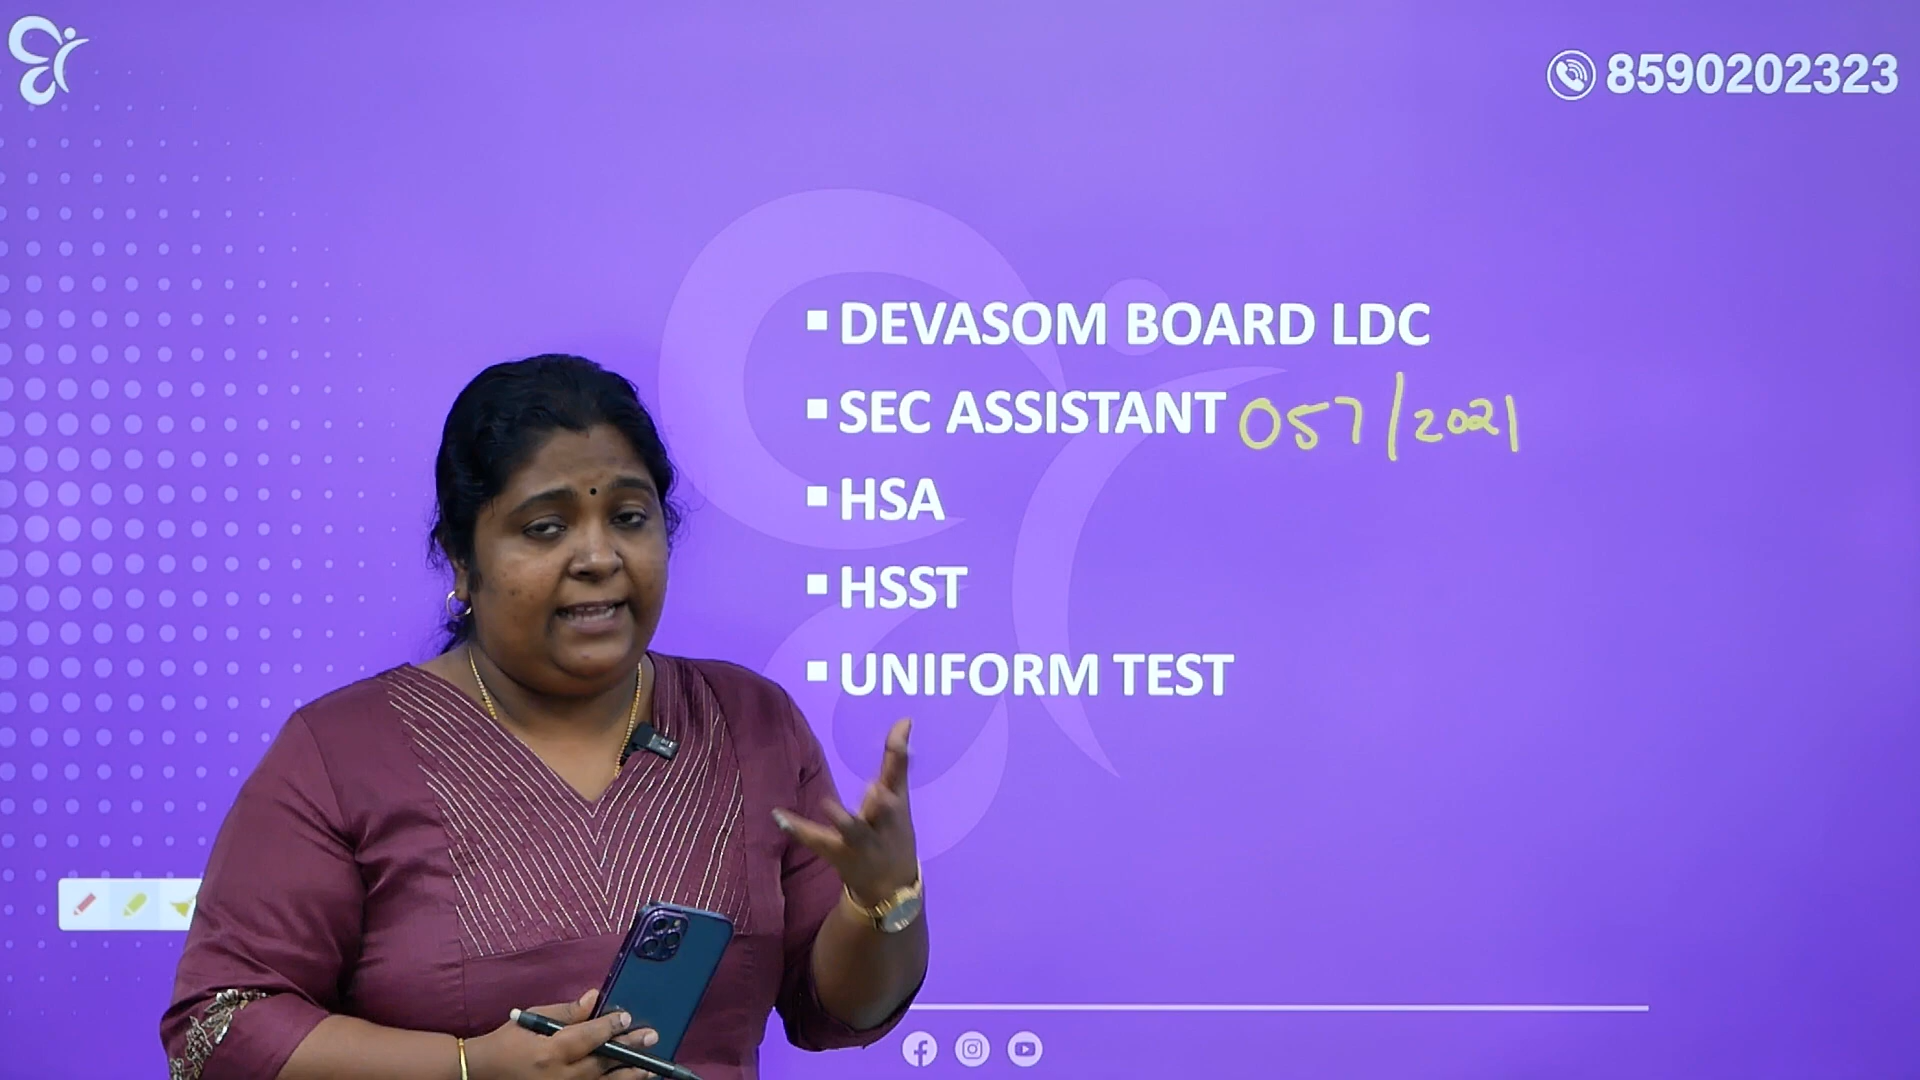 8590202323
DEVASOM BOARD LDC
SEC ASSISTANT 057/2021
HSA
HSST
UNIFORM TEST